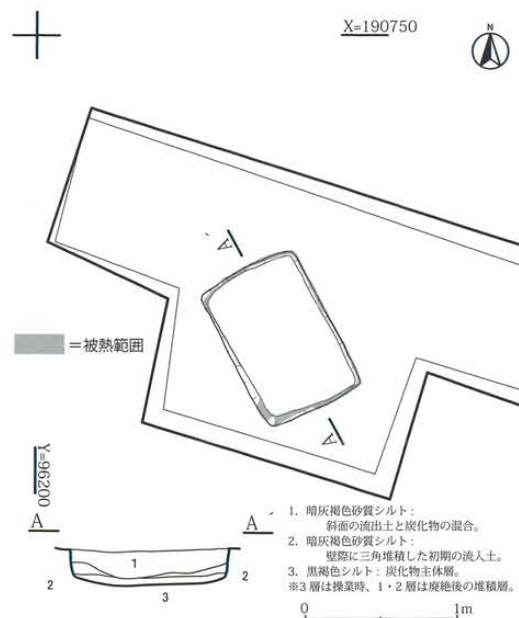 X=190750
N
A'
＝被熱範囲
A
Y=96200
A
A
1
2
2
3
1. 暗灰褐色砂質シルト：
斜面の流出土と炭化物の混合。
2. 暗灰褐色砂質シルト：
壁際に三角堆積した初期の流入土。
3. 黒褐色シルト：炭化物主体層。
※3層は操業時、1・2層は廃絶後の堆積層。
0
1m